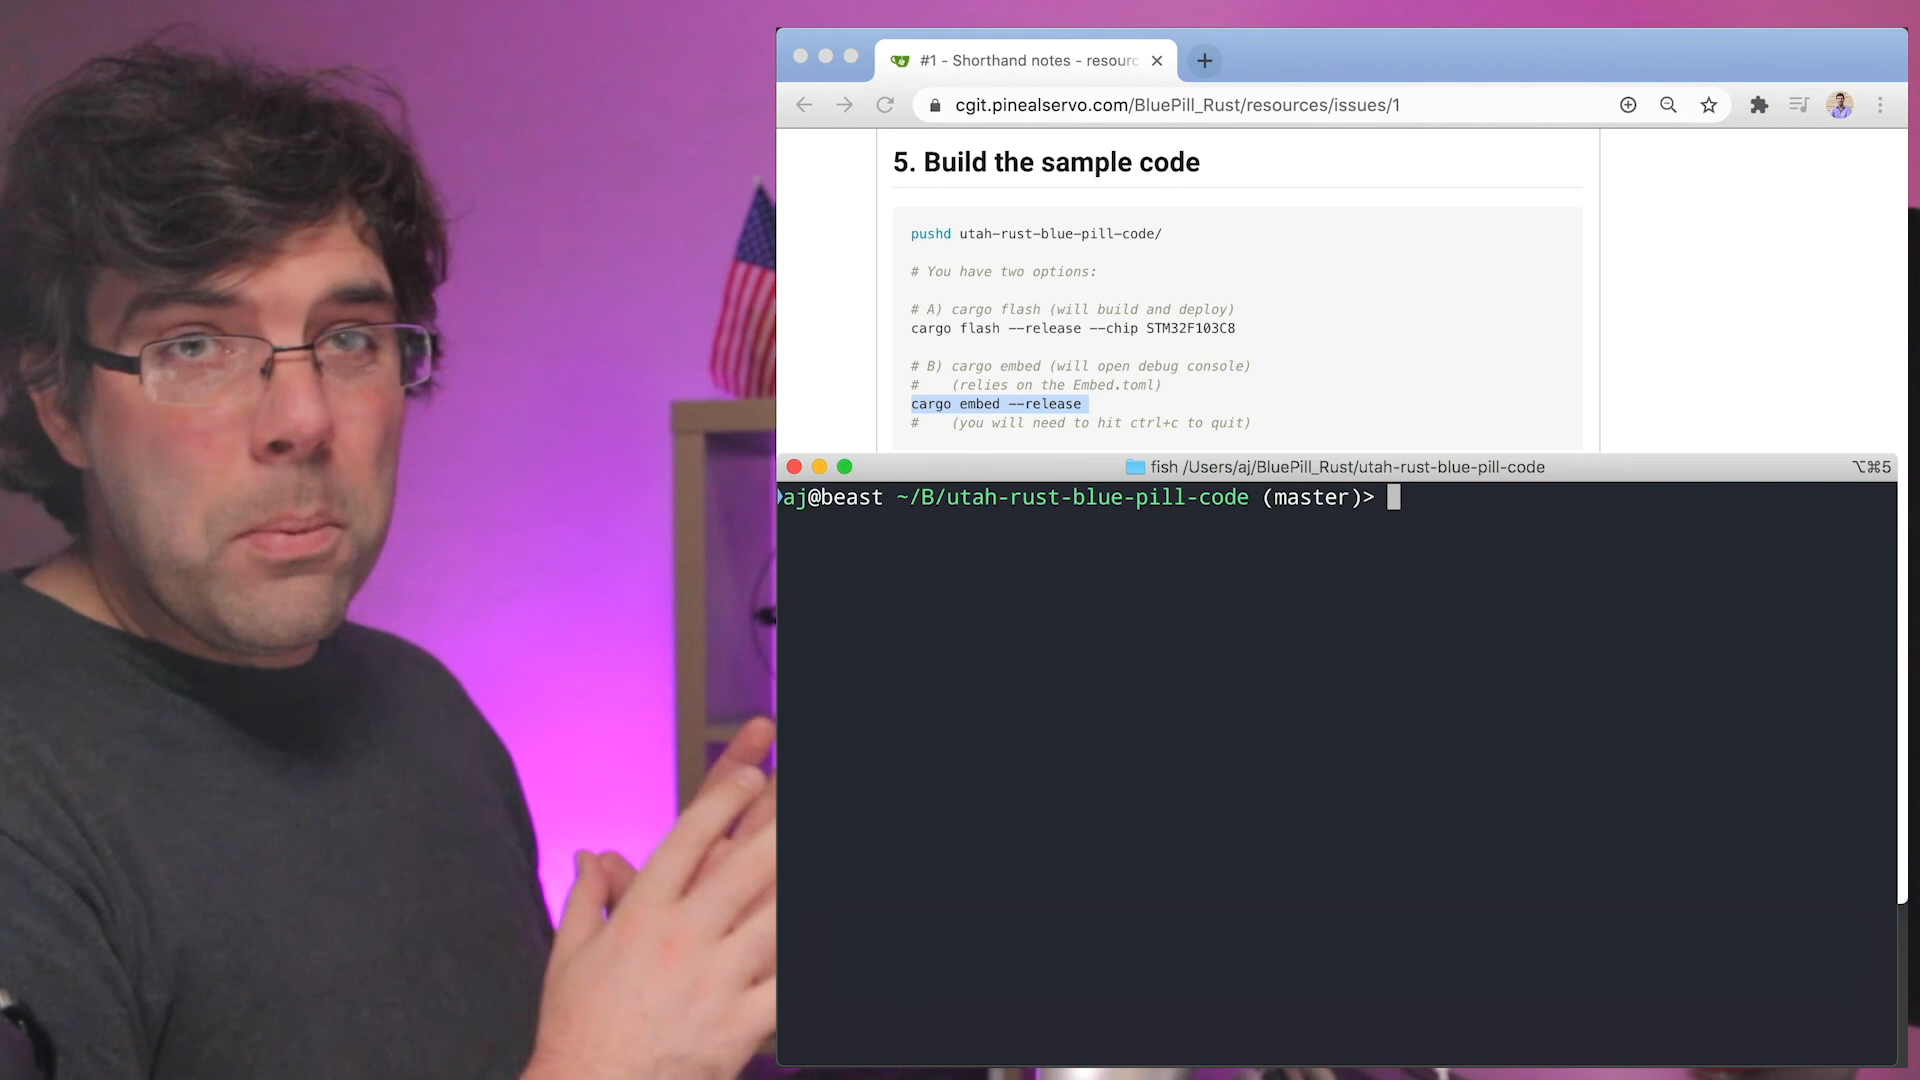 #1 - Shorthand notes - resourc
cgit.pinealservo.com/BluePill_Rust/resources/issues/1
5. Build the sample code
pushd utah-rust-blue-pill-code/
# You have two options:
# A) cargo flash (will build and deploy)
cargo flash --release --chip STM32F103C8
# B) cargo embed (will open debug console)
#    (relies on the Embed.toml)
cargo embed --release
#    (you will need to hit ctrl+c to quit)
fish /Users/aj/BluePill_Rust/utah-rust-blue-pill-code
⌥⌘5
aj@beast ~/B/utah-rust-blue-pill-code (master)>